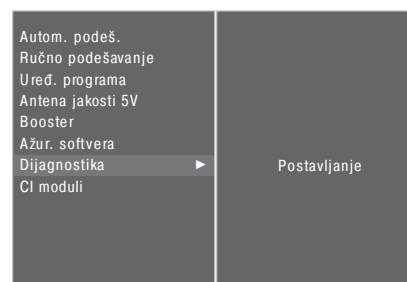 Autom. podeš.
Ručno podešavanje
Uređ. programa
Antena jakosti 5V
Booster
Ažur. softvera
Dijagnostika
CI moduli
Postavljanje